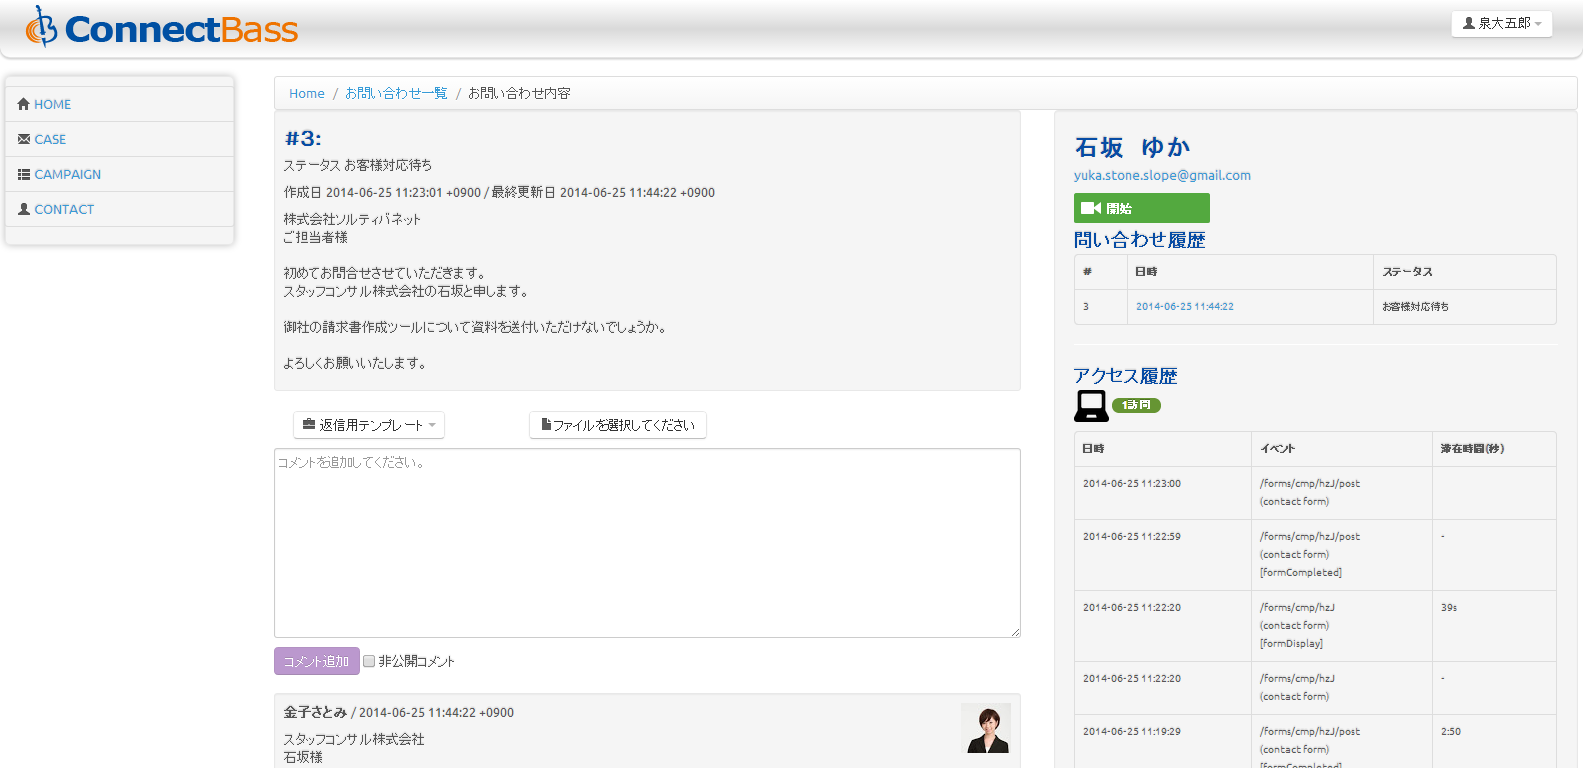 ConnectBass
泉大五郎
HOME
CASE
CAMPAIGN
CONTACT
Home / お問い合わせ一覧 / お問い合わせ内容
#3:
ステータス お客様対応待ち
作成日 2014-06-25 11:23:01 +0900 / 最終更新日 2014-06-25 11:44:22 +0900
株式会社ソルティバネット
ご担当者様
初めてお問合せさせていただきます。
スタッフコンサル株式会社の石坂と申します。
御社の請求書作成ツールについて資料を送付いただけないでしょうか。
よろしくお願いいたします。
返信用テンプレート
ファイルを選択してください
コメントを追加してください。
コメント追加
非公開コメント
金子さとみ / 2014-06-25 11:44:22 +0900
スタッフコンサル株式会社
石坂様
石坂 ゆか
yuka.stone.slope@gmail.com
開始
問い合わせ履歴
# 日時 ステータス
3 2014-06-25 11:44:22 お客様対応待ち
アクセス履歴
1訪問
日時 イベント 滞在時間(秒)
2014-06-25 11:23:00 /forms/cmp/hzJ/post
(contact form)
2014-06-25 11:22:59 /forms/cmp/hzJ/post -
(contact form)
[formCompleted]
2014-06-25 11:22:20 /forms/cmp/hzJ 39s
(contact form)
[formDisplay]
2014-06-25 11:22:20 /forms/cmp/hzJ -
(contact form)
2014-06-25 11:19:29 /forms/cmp/hzJ/post 2:50
(contact form)
[formCompleted]